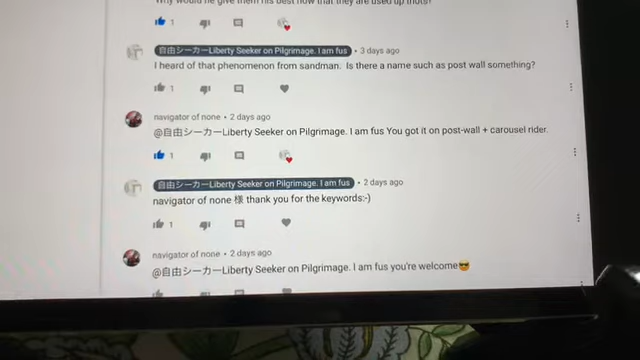 Why would he give them his best now that they are used up thots?
1
自由シーカーLiberty Seeker on Pilgrimage. I am fus • 3 days ago
I heard of that phenomenon from sandman. Is there a name such as post wall something?
1
navigator of none • 2 days ago
@自由シーカーLiberty Seeker on Pilgrimage. I am fus You got it on post-wall + carousel rider.
1
自由シーカーLiberty Seeker on Pilgrimage. I am fus • 2 days ago
navigator of none 様 thank you for the keywords:-)
1
navigator of none • 2 days ago
@自由シーカーLiberty Seeker on Pilgrimage. I am fus you're welcome😎